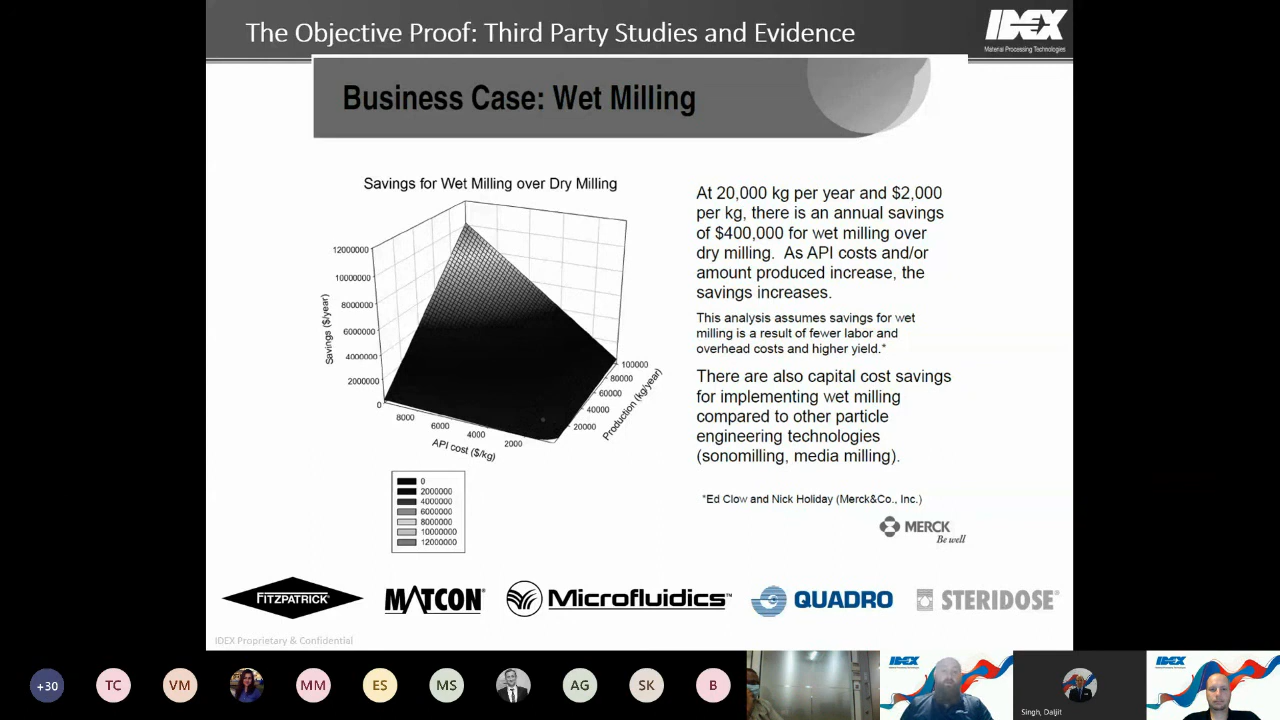 The Objective Proof: Third Party Studies and Evidence
IDEX
Material Processing Technologies
Business Case: Wet Milling
Savings for Wet Milling over Dry Milling
12000000
10000000
8000000
6000000
4000000
2000000
0
Savings ($/year)
8000
6000
4000
2000
API cost ($/kg)
100000
80000
60000
40000
20000
Production (kg/year)
0
2000000
4000000
6000000
8000000
10000000
12000000
At 20,000 kg per year and $2,000
per kg, there is an annual savings
of $400,000 for wet milling over
dry milling. As API costs and/or
amount produced increase, the
savings increases.
This analysis assumes savings for wet
milling is a result of fewer labor and
overhead costs and higher yield.*
There are also capital cost savings
for implementing wet milling
compared to other particle
engineering technologies
(sonomilling, media milling).
*Ed Clow and Nick Holiday (Merck&Co., Inc.)
MERCK
Be well
FITZPATRICK®
MATCON®
Microfluidics™
QUADRO
STERIDOSE®
IDEX Proprietary & Confidential
+30
TC
VM
MM
ES
MS
AG
SK
B
IDEX
Singh, Daljit
IDEX